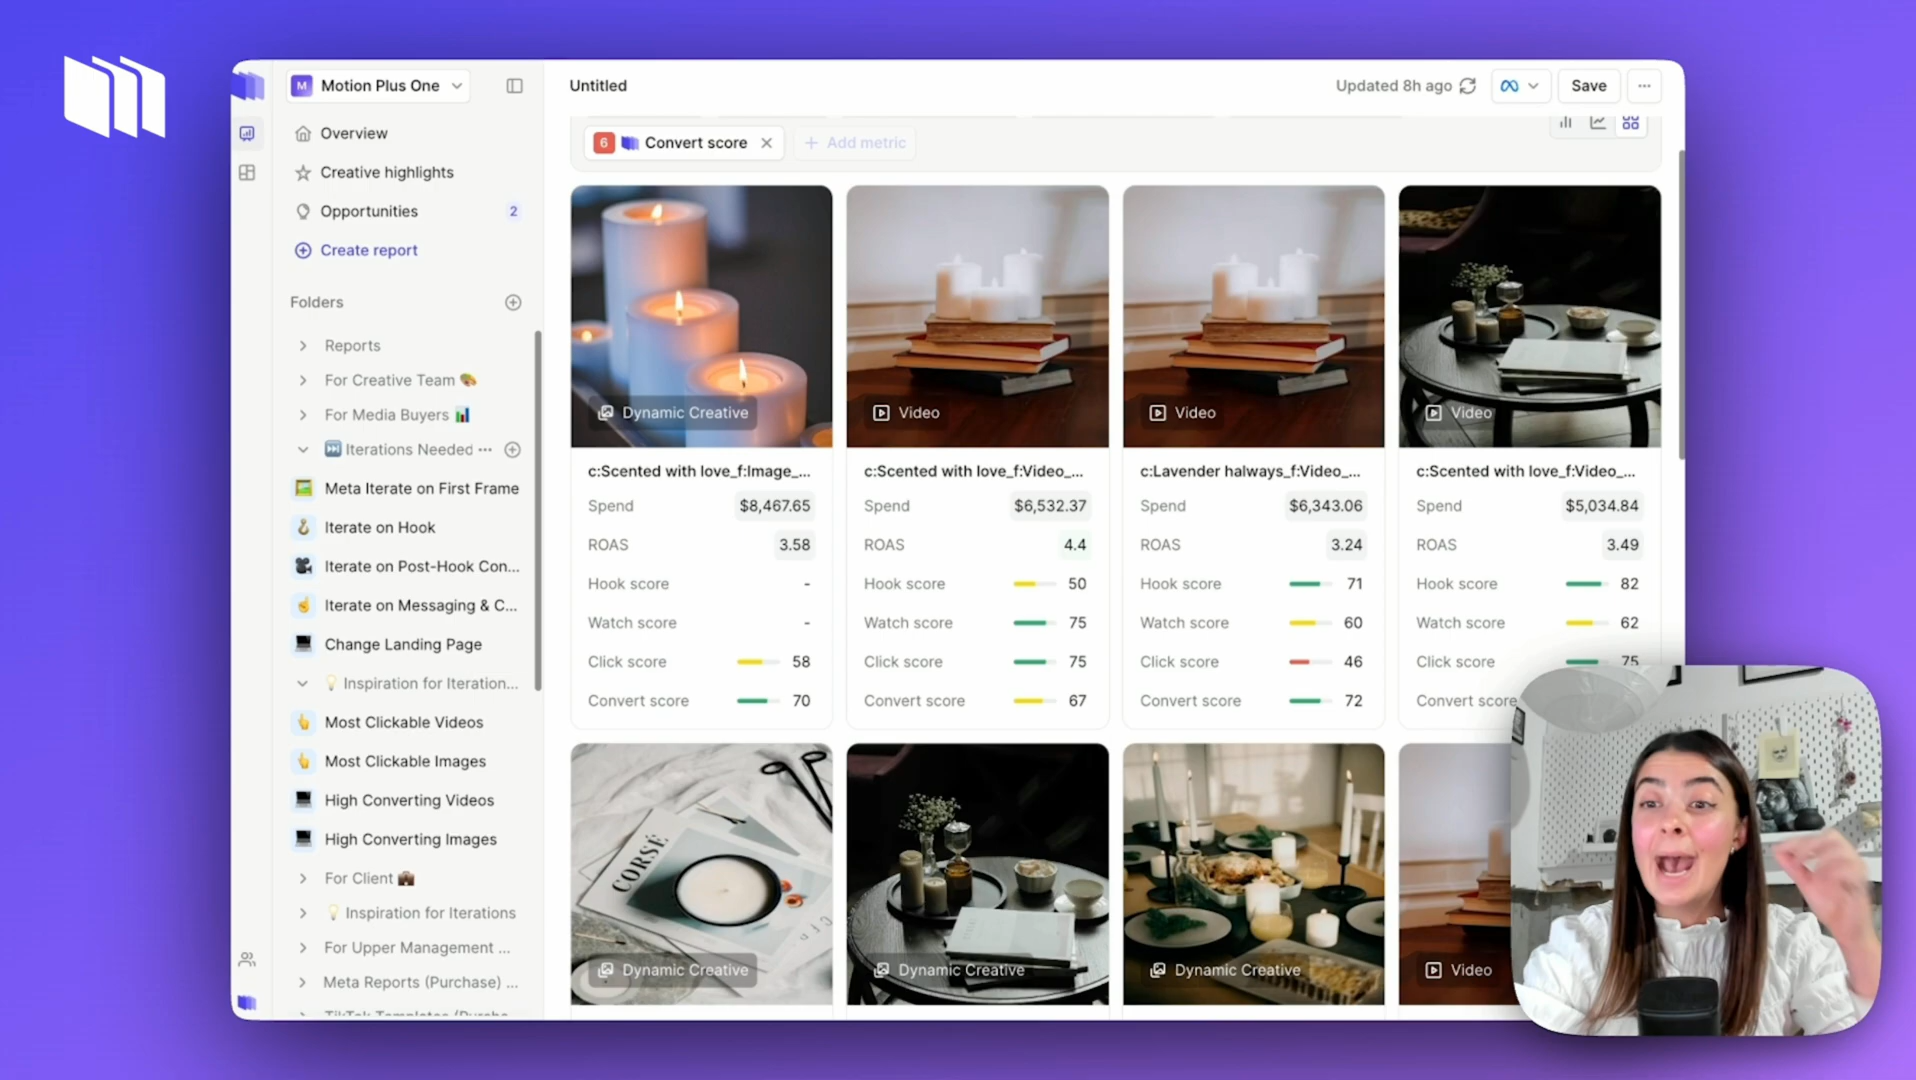 M Motion Plus One
Untitled
Updated 8h ago
Save
Overview
Creative highlights
Opportunities 2
Create report
Folders
Reports
For Creative Team
For Media Buyers
Iterations Needed
Meta Iterate on First Frame
Iterate on Hook
Iterate on Post-Hook Con...
Iterate on Messaging & C...
Change Landing Page
Inspiration for Iteration...
Most Clickable Videos
Most Clickable Images
High Converting Videos
High Converting Images
For Client
Inspiration for Iterations
For Upper Management ...
Meta Reports (Purchase) ...
6 Convert score
Add metric
Dynamic Creative
c:Scented with love_f:Image_...
Spend $8,467.65
ROAS 3.58
Hook score -
Watch score -
Click score 58
Convert score 70
Video
c:Scented with love_f:Video_...
Spend $6,532.37
ROAS 4.4
Hook score 50
Watch score 75
Click score 75
Convert score 67
Video
c:Lavender halways_f:Video_...
Spend $6,343.06
ROAS 3.24
Hook score 71
Watch score 60
Click score 46
Convert score 72
Video
c:Scented with love_f:Video_...
Spend $5,034.84
ROAS 3.49
Hook score 82
Watch score 62
Click score 75
Convert score
CORSE
Dynamic Creative
Dynamic Creative
Dynamic Creative
Video